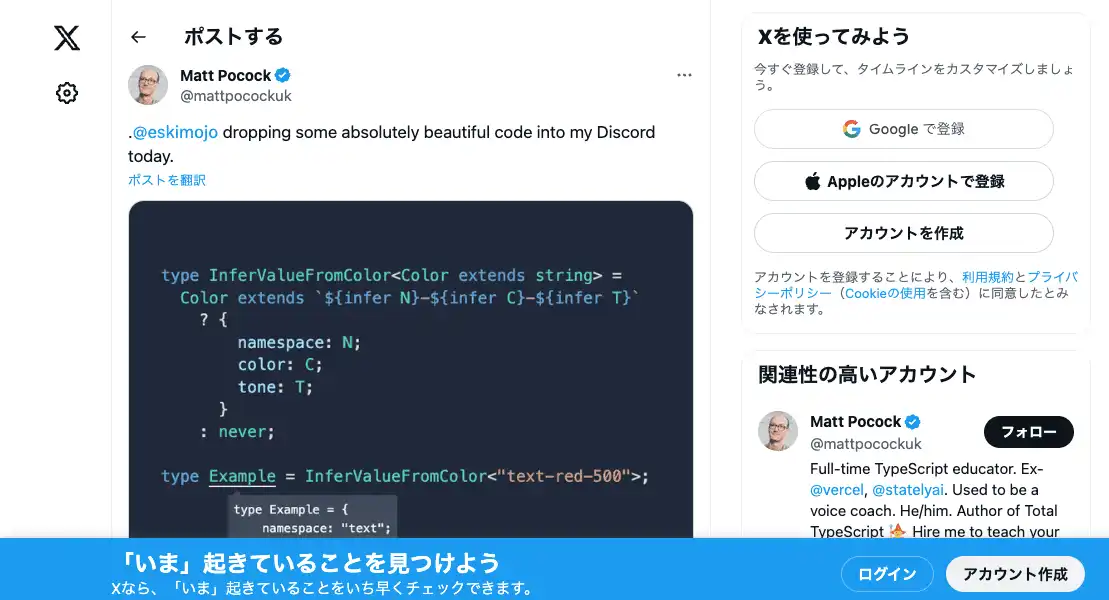 ポストする
Matt Pocock
@mattpocockuk
.@eskimojo dropping some absolutely beautiful code into my Discord
today.
ポストを翻訳
type InferValueFromColor<Color extends string> =
Color extends `${infer N}-${infer C}-${infer T}`
? {
namespace: N;
color: C;
tone: T;
}
: never;
type Example = InferValueFromColor<"text-red-500">;
type Example = {
namespace: "text";
Xを使ってみよう
今すぐ登録して、タイムラインをカスタマイズしましょ
う。
Google で登録
Appleのアカウントで登録
アカウントを作成
アカウントを登録することにより、利用規約とプライバ
シーポリシー（Cookieの使用を含む）に同意したとみ
なされます。
関連性の高いアカウント
Matt Pocock
@mattpocockuk
フォロー
Full-time TypeScript educator. Ex-
@vercel, @statelyai. Used to be a
voice coach. He/him. Author of Total
TypeScript Hire me to teach your
「いま」起きていることを見つけよう
Xなら、「いま」起きていることをいち早くチェックできます。
ログイン
アカウント作成